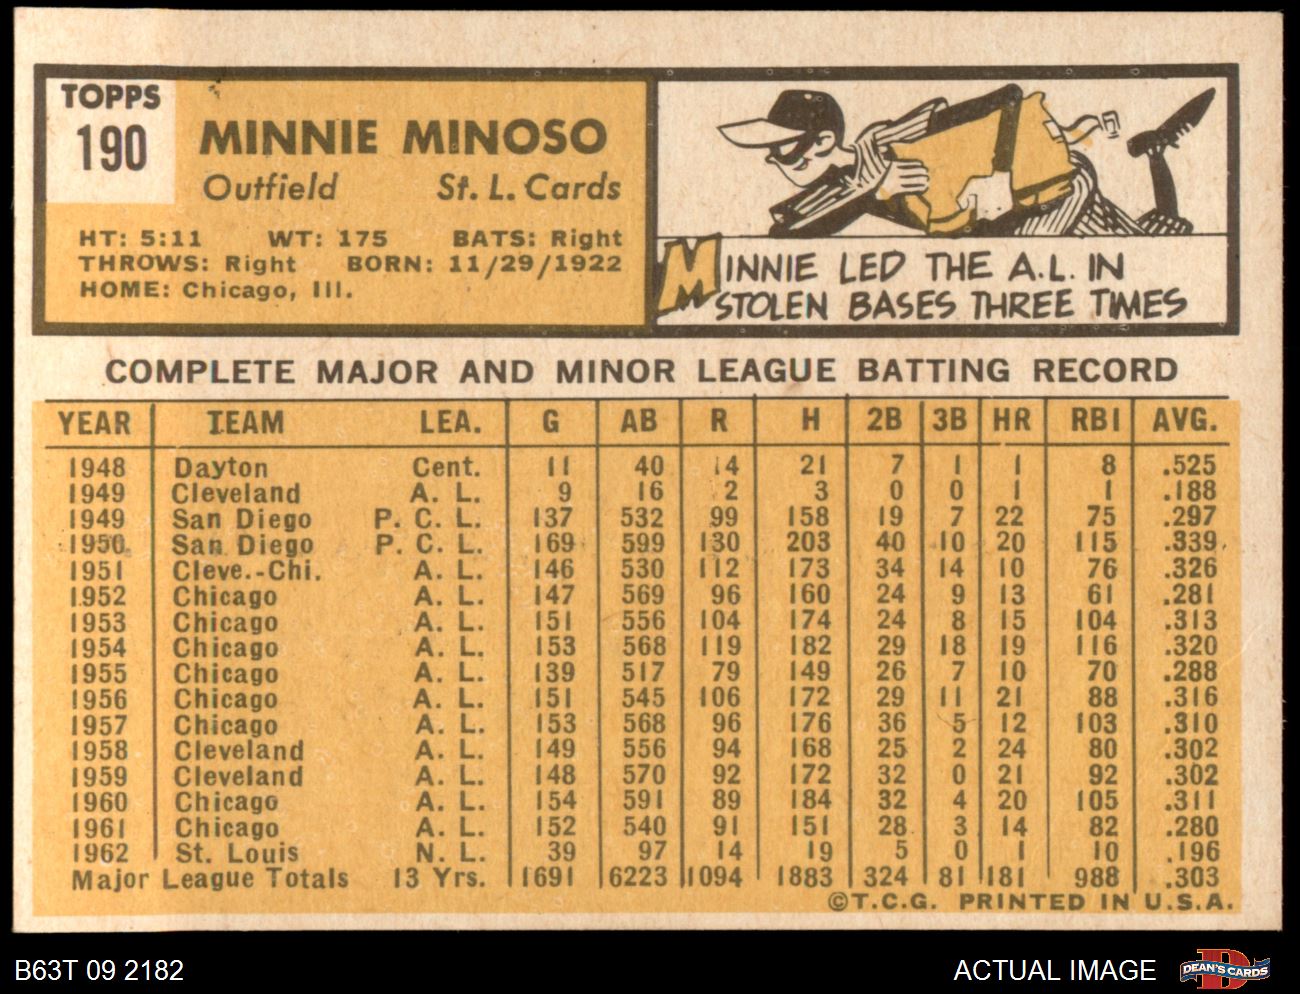 TOPPS
190
MINNIE MINOSO
Outfield St. L. Cards
HT: 5:11 WT: 175 BATS: Right
THROWS: Right BORN: 11/29/1922
HOME: Chicago, Ill.
MINNIE LED THE A.L. IN
STOLEN BASES THREE TIMES
COMPLETE MAJOR AND MINOR LEAGUE BATTING RECORD
YEAR TEAM LEA. G AB R H 2B 3B HR RBI AVG.
1948 Dayton Cent. 11 40 14 21 7 1 1 8 .525
1949 Cleveland A. L. 9 16 2 3 0 0 1 1 .188
1949 San Diego P. C. L. 137 532 99 158 19 7 22 75 .297
1950 San Diego P. C. L. 169 599 130 203 40 10 20 115 .339
1951 Cleve.-Chi. A. L. 146 530 112 173 34 14 10 76 .326
1952 Chicago A. L. 147 569 96 160 24 9 13 61 .281
1953 Chicago A. L. 151 556 104 174 24 8 15 104 .313
1954 Chicago A. L. 153 568 119 182 29 18 19 116 .320
1955 Chicago A. L. 139 517 79 149 26 7 10 70 .288
1956 Chicago A. L. 151 545 106 172 29 11 21 88 .316
1957 Chicago A. L. 153 568 96 176 36 5 12 103 .310
1958 Cleveland A. L. 149 556 94 168 25 2 24 80 .302
1959 Cleveland A. L. 148 570 92 172 32 0 21 92 .302
1960 Chicago A. L. 154 591 89 184 32 4 20 105 .311
1961 Chicago A. L. 152 540 91 151 28 3 14 82 .280
1962 St. Louis N. L. 39 97 14 19 5 0 1 10 .196
Major League Totals 13 Yrs. 1691 6223 1094 1883 324 81 181 988 .303
©T.C.G. PRINTED IN U.S.A.
B63T 09 2182 ACTUAL IMAGE D DEAN'S CARDS